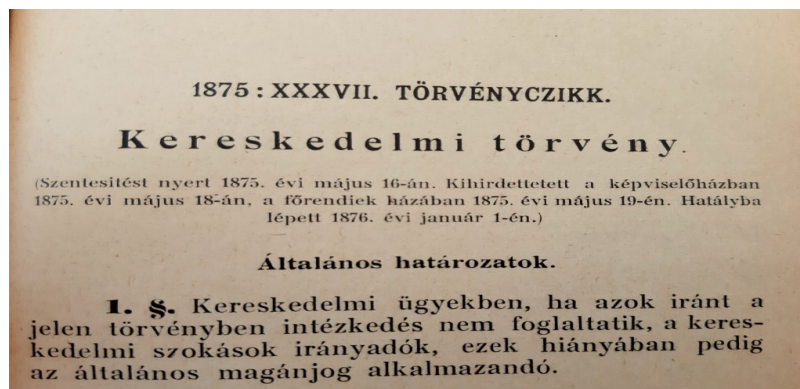 1875 : XXXVII. TÖRVÉNYCZIKK.
Kereskedelmi törvény.
(Szentesitést nyert 1875. évi május 16-án. Kihirdettetett a képviselőházban
1875. évi május 18-án, a főrendiek házában 1875. évi május 19-én. Hatályba
lépett 1876. évi január 1-én.)
Általános határozatok.
1. §. Kereskedelmi ügyekben, ha azok iránt a
jelen törvényben intézkedés nem foglaltatik, a keres-
kedelmi szokások irányadók, ezek hiányában pedig
az általános magánjog alkalmazandó.